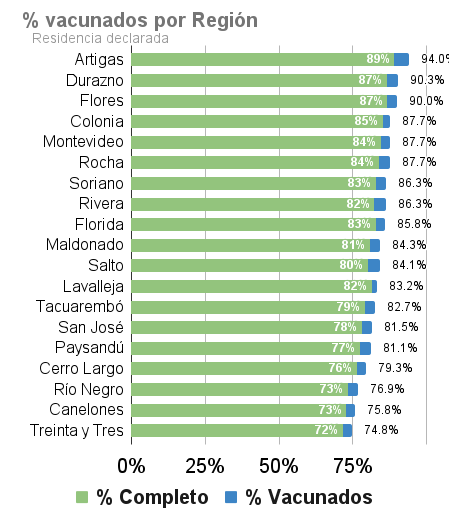 % vacunados por Región
Residencia declarada
Artigas 89% 94.0%
Durazno 87% 90.3%
Flores 87% 90.0%
Colonia 85% 87.7%
Montevideo 84% 87.7%
Rocha 84% 87.7%
Soriano 83% 86.3%
Rivera 82% 86.3%
Florida 83% 85.8%
Maldonado 81% 84.3%
Salto 80% 84.1%
Lavalleja 82% 83.2%
Tacuarembó 79% 82.7%
San José 78% 81.5%
Paysandú 77% 81.1%
Cerro Largo 76% 79.3%
Río Negro 73% 76.9%
Canelones 73% 75.8%
Treinta y Tres 72% 74.8%
0% 25% 50% 75%
% Completo % Vacunados